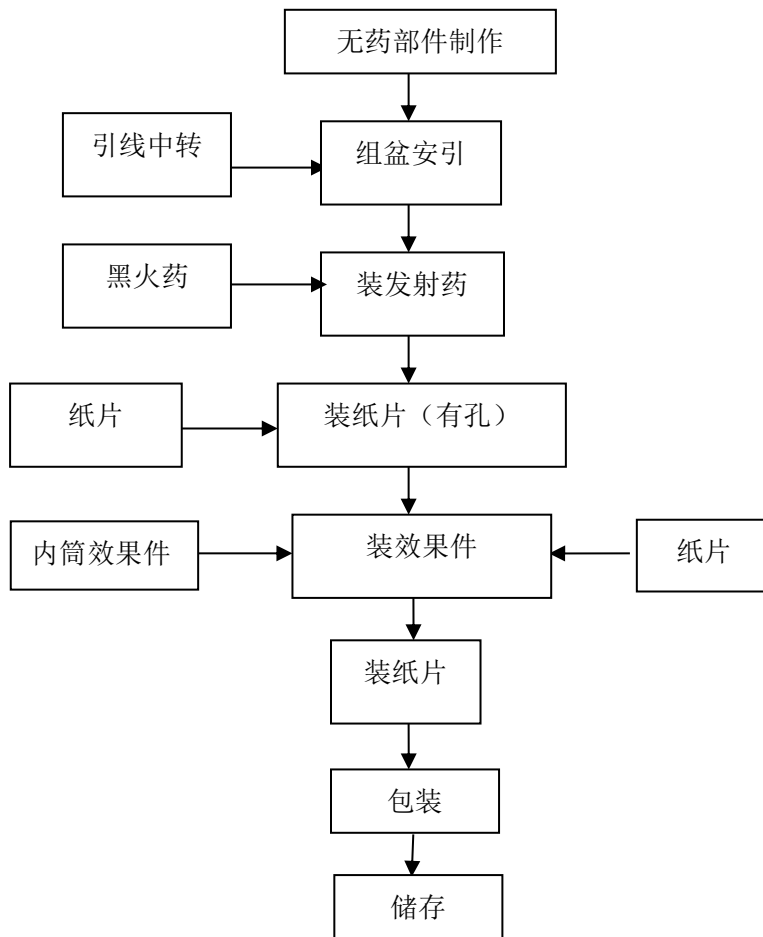 无药部件制作
引线中转
组盆安引
黑火药
装发射药
纸片
装纸片（有孔）
内筒效果件
装效果件
纸片
装纸片
包装
储存